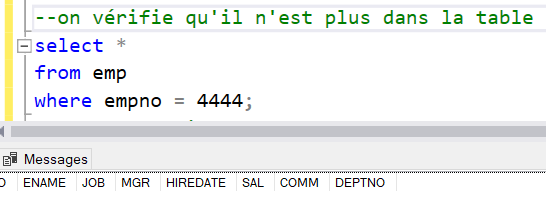 --on vérifie qu'il n'est plus dans la table
select *
from emp
where empno = 4444;
Messages
O ENAME JOB MGR HIREDATE SAL COMM DEPTNO